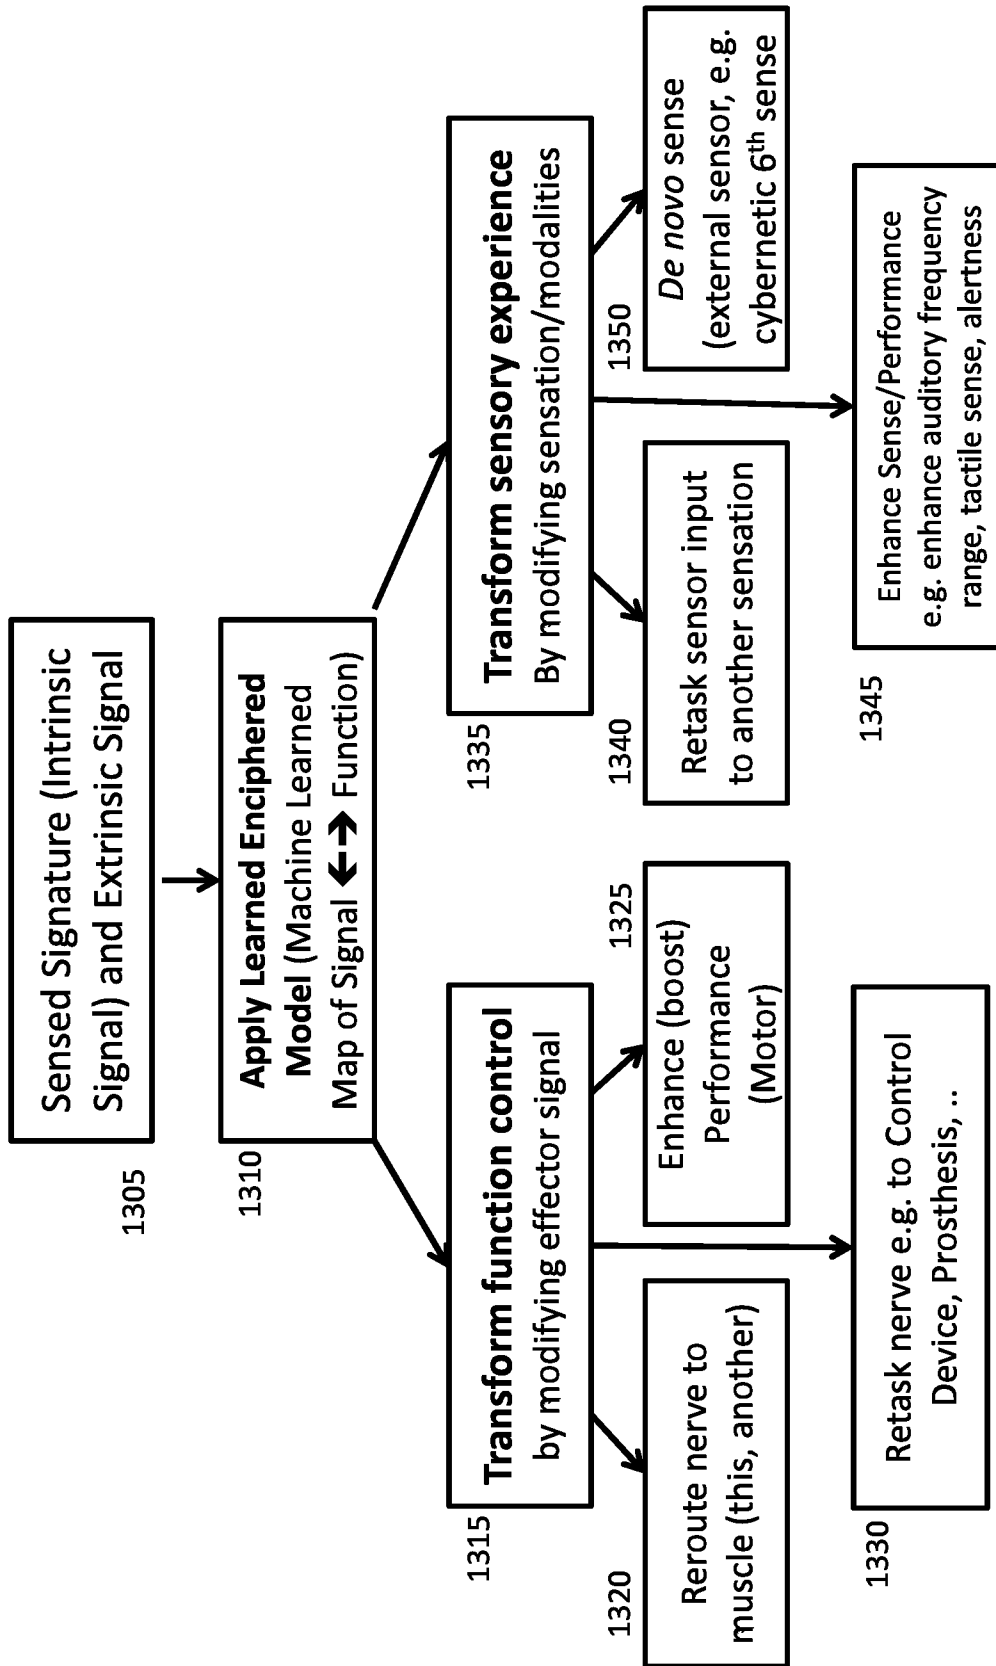 1305
Sensed Signature (Intrinsic
Signal) and Extrinsic Signal
1310
Apply Learned Enciphered
Model (Machine Learned
Map of Signal ←→ Function)
1315
Transform function control
by modifying effector signal
1320
Reroute nerve to
muscle (this, another)
1325
Enhance (boost)
Performance
(Motor)
1330
Retask nerve e.g. to Control
Device, Prosthesis, ..
1335
Transform sensory experience
By modifying sensation/modalities
1340
Retask sensor input
to another sensation
1350
De novo sense
(external sensor, e.g.
cybernetic 6th sense
1345
Enhance Sense/Performance
e.g. enhance auditory frequency
range, tactile sense, alertness